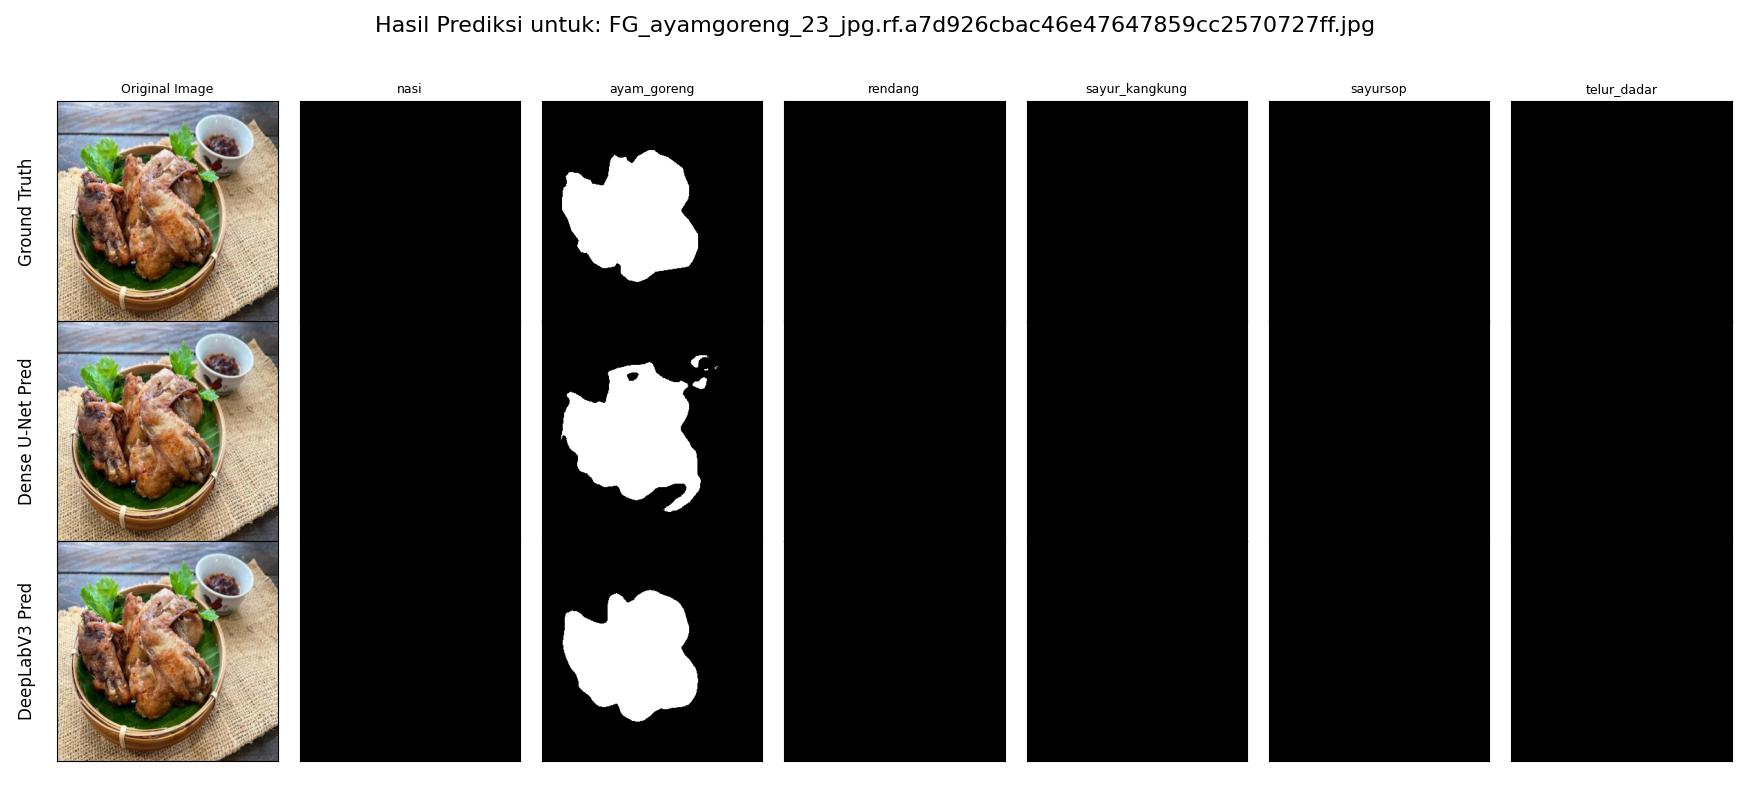 Hasil Prediksi untuk: FG_ayamgoreng_23_jpg.rf.a7d926cbac46e47647859cc2570727ff.jpg
Original Image
nasi
ayam_goreng
rendang
sayur_kangkung
sayursop
telur_dadar
Ground Truth
Dense U-Net Pred
DeepLabV3 Pred